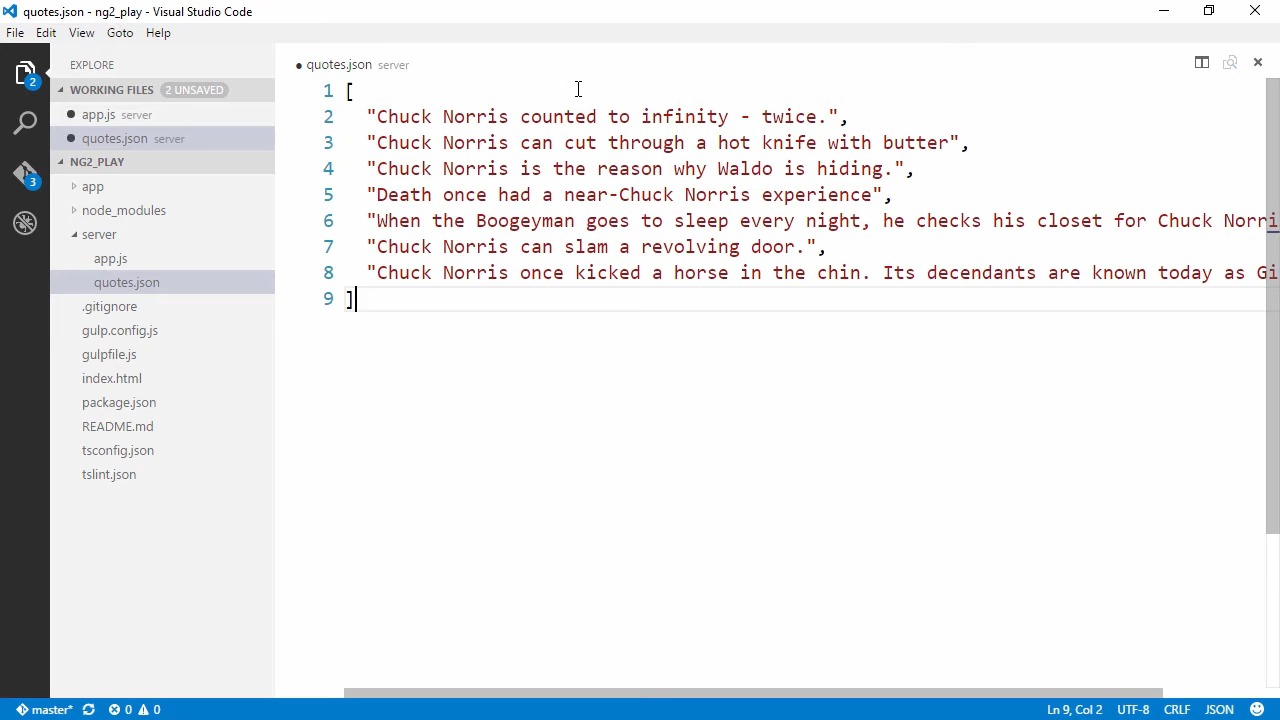 quotes.json - ng2_play - Visual Studio Code
File Edit View Goto Help
EXPLORE
WORKING FILES 2 UNSAVED
app.js server
quotes.json server
NG2_PLAY
app
node_modules
server
app.js
quotes.json
.gitignore
gulp.config.js
gulpfile.js
index.html
package.json
README.md
tsconfig.json
tslint.json
2
3
quotes.json server
1 [
2 "Chuck Norris counted to infinity - twice.",
3 "Chuck Norris can cut through a hot knife with butter",
4 "Chuck Norris is the reason why Waldo is hiding.",
5 "Death once had a near-Chuck Norris experience",
6 "When the Boogeyman goes to sleep every night, he checks his closet for Chuck Norri
7 "Chuck Norris can slam a revolving door.",
8 "Chuck Norris once kicked a horse in the chin. Its decendants are known today as Gi
9 ]
master* 0 0 Ln 9, Col 2 UTF-8 CRLF JSON